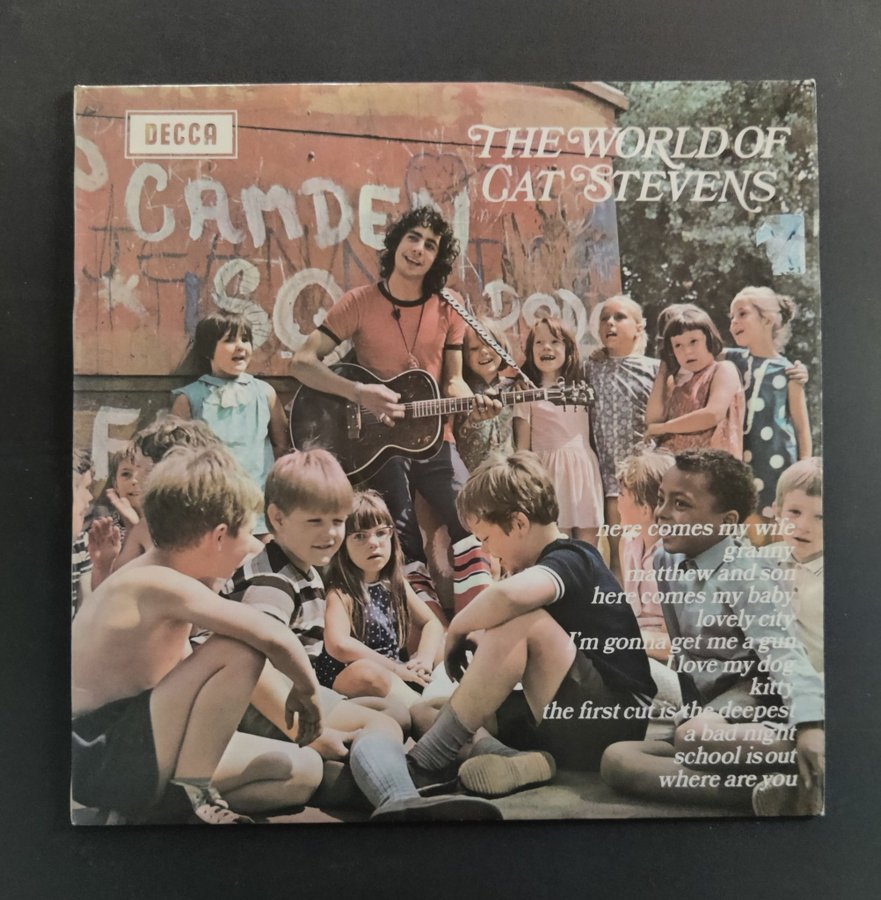 DECCA
THE WORLD OF
CAT STEVENS
CAMDEN
SQ
F
here comes my wife
granny
matthew and son
here comes my baby
lovely city
I'm gonna get me a gun
I love my dog
kitty
the first cut is the deepest
a bad night
school is out
where are you